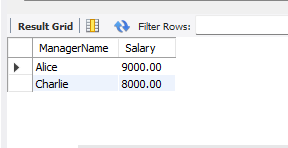 Result Grid Filter Rows:
ManagerName Salary
Alice 9000.00
Charlie 8000.00